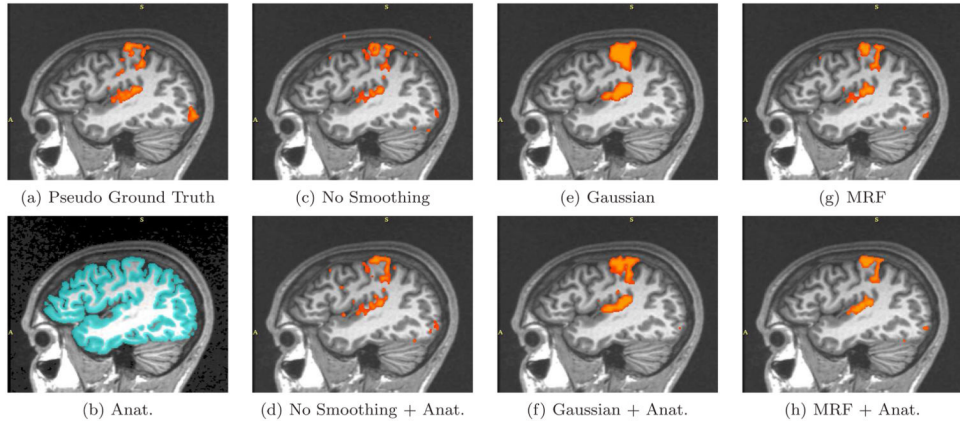 S
S
S
S
A
A
A
A
(a) Pseudo Ground Truth
(c) No Smoothing
(e) Gaussian
(g) MRF
S
S
S
S
A
A
A
A
(b) Anat.
(d) No Smoothing + Anat.
(f) Gaussian + Anat.
(h) MRF + Anat.